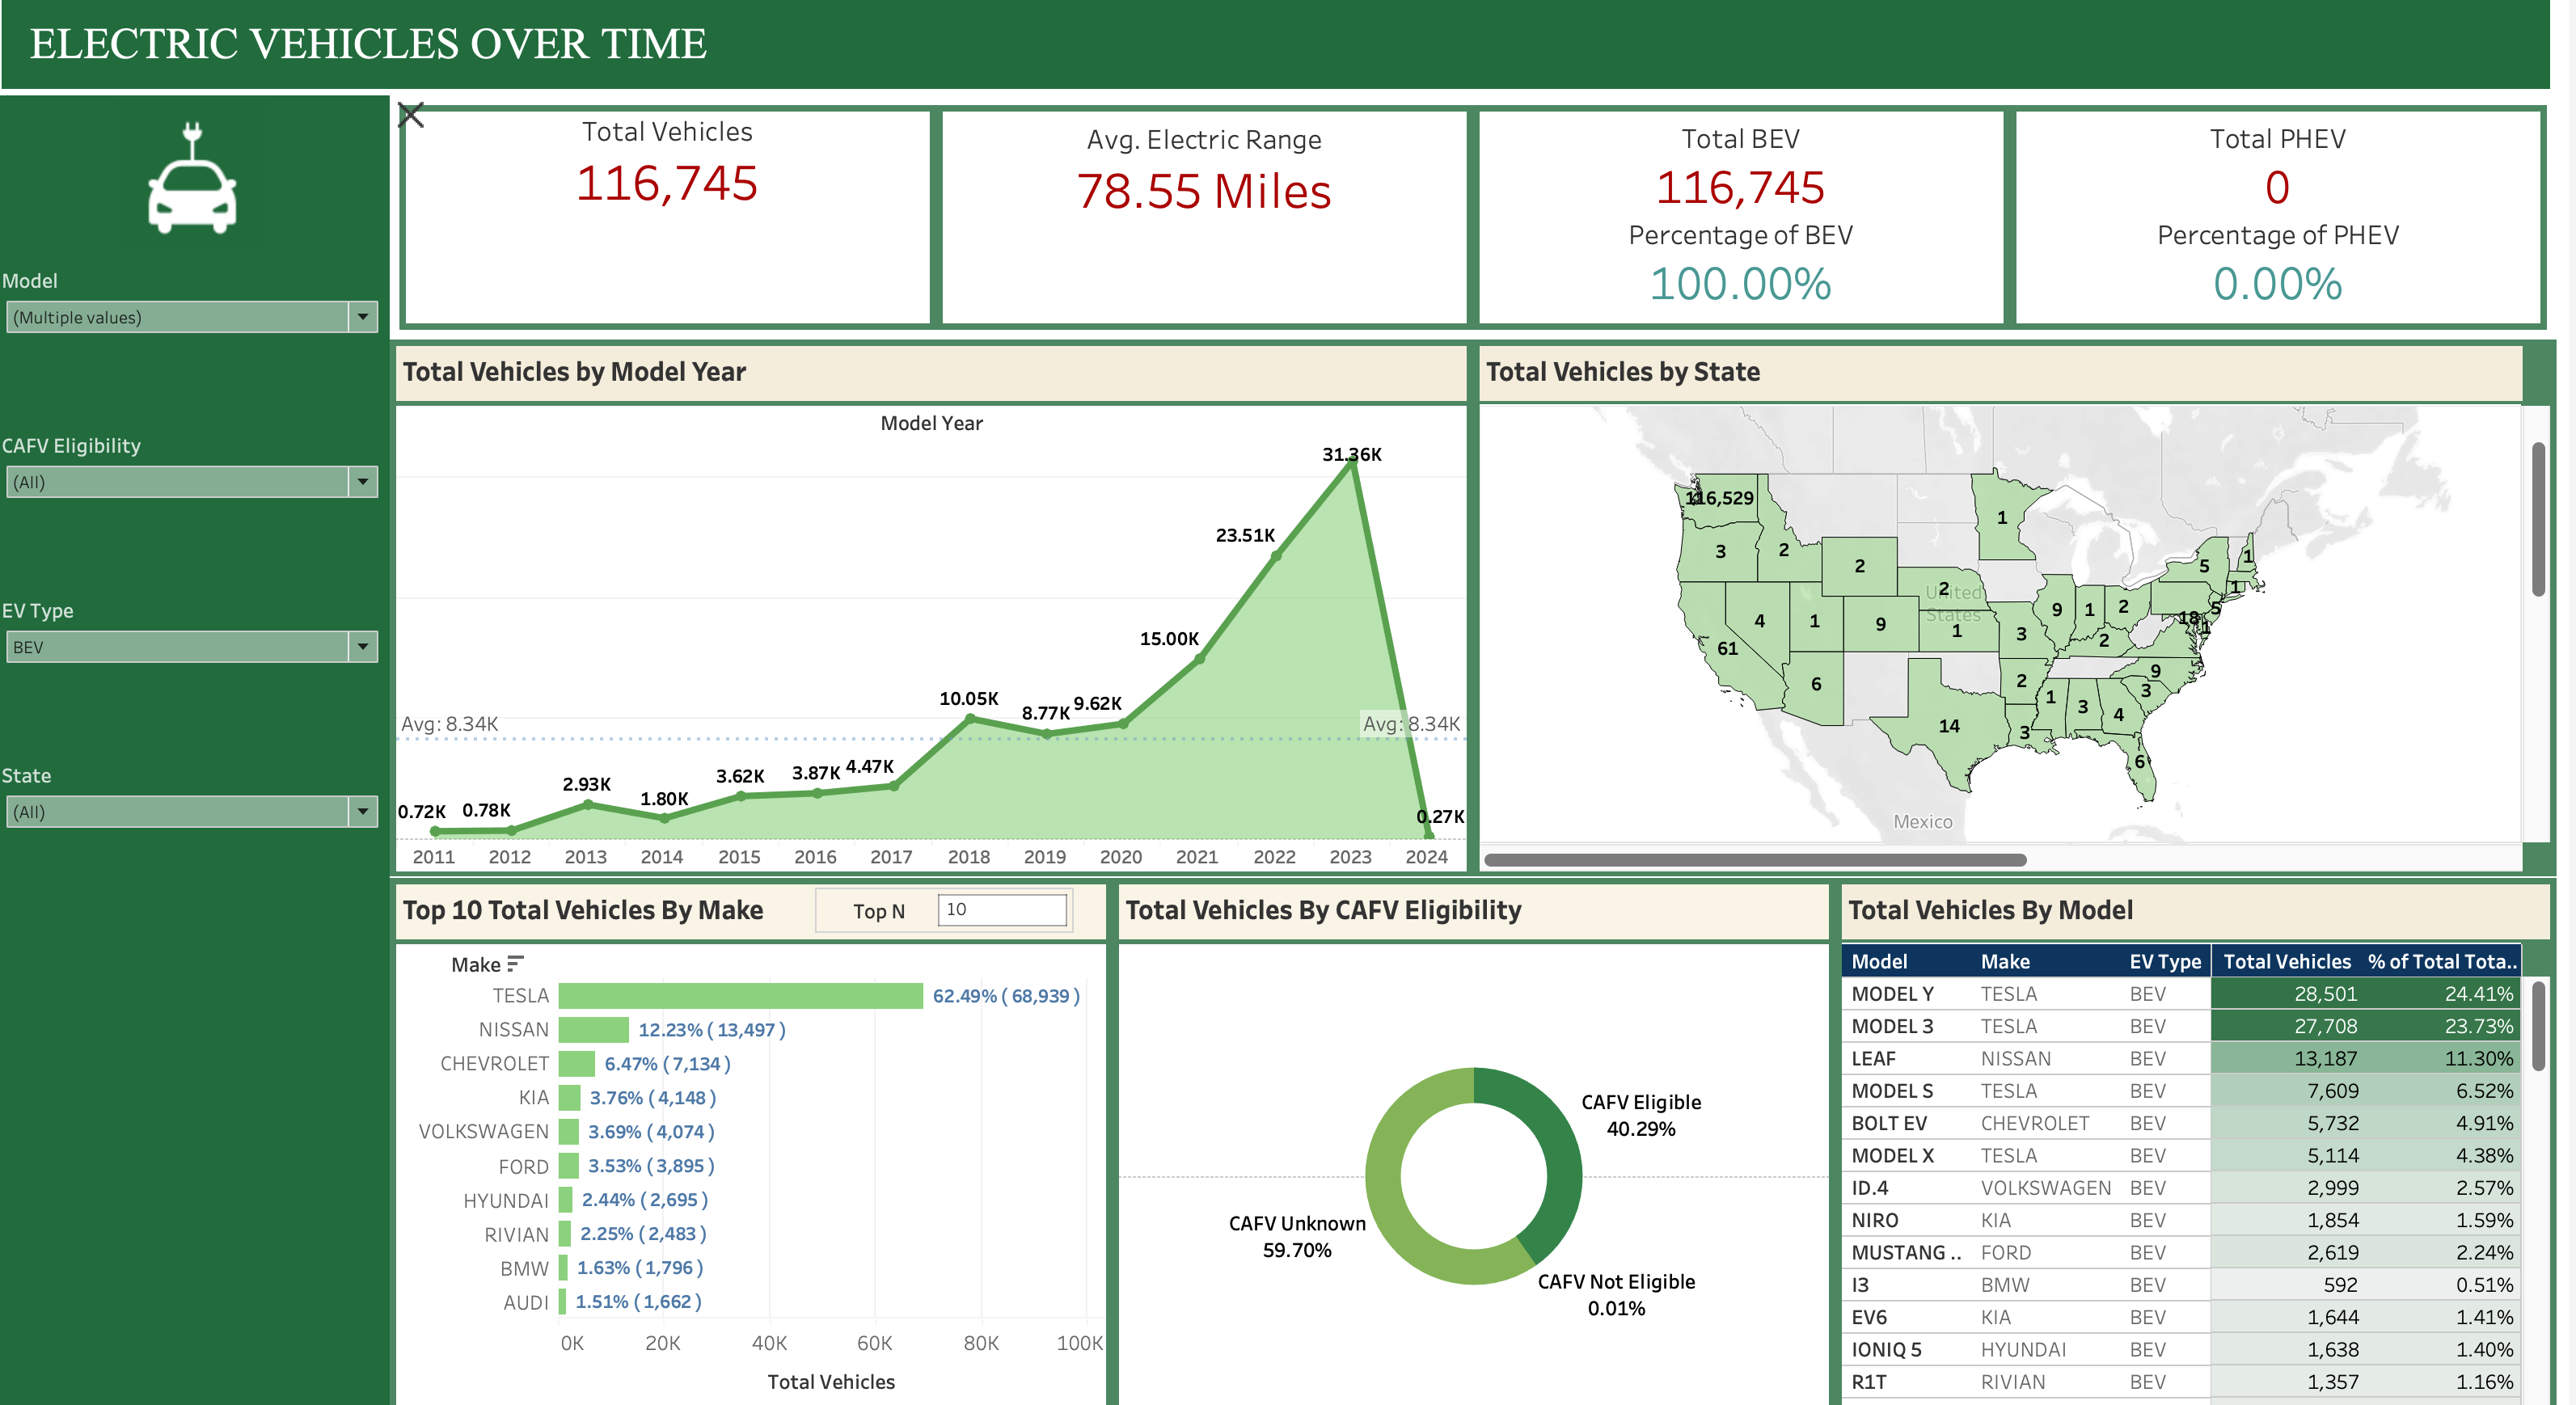 ELECTRIC VEHICLES OVER TIME
Model
(Multiple values)
CAFV Eligibility
(All)
EV Type
BEV
State
(All)
Total Vehicles
116,745
Avg. Electric Range
78.55 Miles
Total BEV
116,745
Percentage of BEV
100.00%
Total PHEV
0
Percentage of PHEV
0.00%
Total Vehicles by Model Year
Model Year
31.36K
23.51K
15.00K
10.05K
8.77K
9.62K
Avg: 8.34K
Avg: 8.34K
2.93K
1.80K
3.62K
3.87K
4.47K
0.72K
0.78K
0.27K
2011 2012 2013 2014 2015 2016 2017 2018 2019 2020 2021 2022 2023 2024
Total Vehicles by State
116,529
1
3
2
2
5
1
1
United
States
2
4
1
9
1
3
9
1
2
18
5
1
61
2
6
2
9
3
14
3
1
3
4
6
Mexico
Top 10 Total Vehicles By Make
Top N
10
Make
TESLA 62.49% ( 68,939 )
NISSAN 12.23% ( 13,497 )
CHEVROLET 6.47% ( 7,134 )
KIA 3.76% ( 4,148 )
VOLKSWAGEN 3.69% ( 4,074 )
FORD 3.53% ( 3,895 )
HYUNDAI 2.44% ( 2,695 )
RIVIAN 2.25% ( 2,483 )
BMW 1.63% ( 1,796 )
AUDI 1.51% ( 1,662 )
0K 20K 40K 60K 80K 100K
Total Vehicles
Total Vehicles By CAFV Eligibility
CAFV Eligible
40.29%
CAFV Unknown
59.70%
CAFV Not Eligible
0.01%
Total Vehicles By Model
Model Make EV Type Total Vehicles % of Total Tota..
MODEL Y TESLA BEV 28,501 24.41%
MODEL 3 TESLA BEV 27,708 23.73%
LEAF NISSAN BEV 13,187 11.30%
MODEL S TESLA BEV 7,609 6.52%
BOLT EV CHEVROLET BEV 5,732 4.91%
MODEL X TESLA BEV 5,114 4.38%
ID.4 VOLKSWAGEN BEV 2,999 2.57%
NIRO KIA BEV 1,854 1.59%
MUSTANG .. FORD BEV 2,619 2.24%
I3 BMW BEV 592 0.51%
EV6 KIA BEV 1,644 1.41%
IONIQ 5 HYUNDAI BEV 1,638 1.40%
R1T RIVIAN BEV 1,357 1.16%